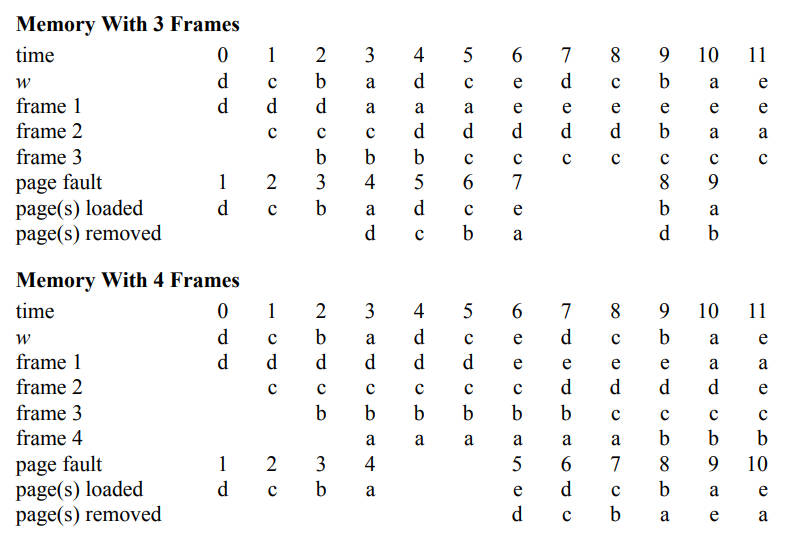 Memory With 3 Frames
time 0 1 2 3 4 5 6 7 8 9 10 11
w d c b a d c e d c b a e
frame 1 d d d a a a e e e e e e
frame 2 c c c d d d d d b a a
frame 3 b b b c c c c c c c
page fault 1 2 3 4 5 6 7 8 9
page(s) loaded d c b a d c e b a
page(s) removed d c b a d b
Memory With 4 Frames
time 0 1 2 3 4 5 6 7 8 9 10 11
w d c b a d c e d c b a e
frame 1 d d d d d d e e e e a a
frame 2 c c c c c c d d d d e
frame 3 b b b b b b c c c c
frame 4 a a a a a a b b b
page fault 1 2 3 4 5 6 7 8 9 10
page(s) loaded d c b a e d c b a e
page(s) removed d c b a e a